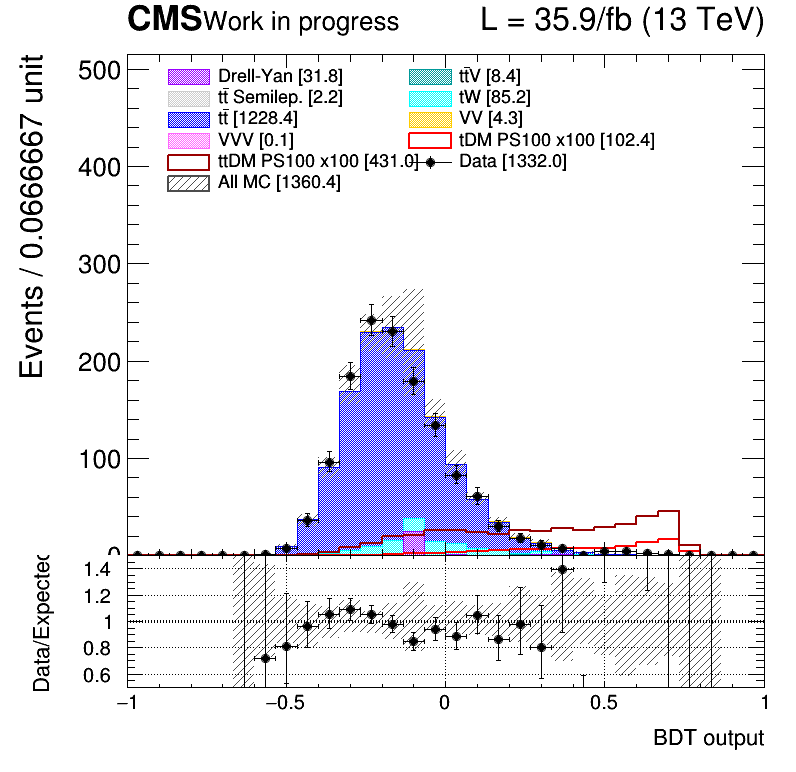 CMS Work in progress L = 35.9/fb (13 TeV)
Events / 0.0666667 unit
500
400
300
200
100
0
Drell-Yan [31.8]
tt̄ Semilep. [2.2]
tt̄ [1228.4]
VVV [0.1]
ttDM PS100 x100 [431.0]
All MC [1360.4]
tt̄V [8.4]
tW [85.2]
VV [4.3]
tDM PS100 x100 [102.4]
Data [1332.0]
Data/Expected
1.4
1.2
1
0.8
0.6
−1 −0.5 0 0.5 1
BDT output